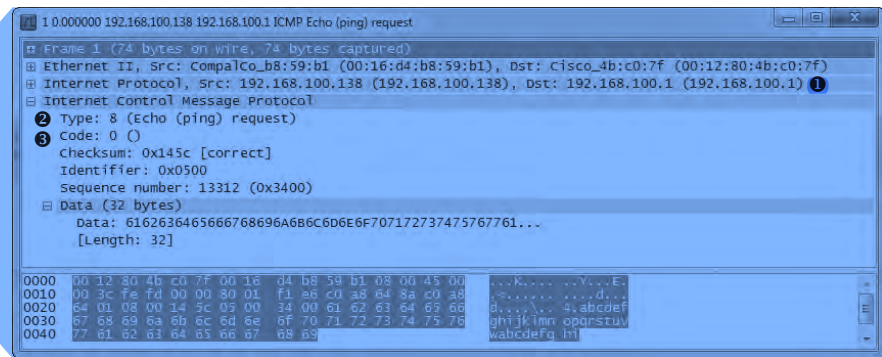 1 0.000000 192.168.100.138 192.168.100.1 ICMP Echo (ping) request
Frame 1 (74 bytes on wire, 74 bytes captured)
Ethernet II, Src: CompalCo_b8:59:b1 (00:16:d4:b8:59:b1), Dst: Cisco_4b:c0:7f (00:12:80:4b:c0:7f)
Internet Protocol, Src: 192.168.100.138 (192.168.100.138), Dst: 192.168.100.1 (192.168.100.1) 1
Internet Control Message Protocol
2 Type: 8 (Echo (ping) request)
3 Code: 0 ()
Checksum: 0x145c [correct]
Identifier: 0x0500
Sequence number: 13312 (0x3400)
Data (32 bytes)
Data: 6162636465666768696A6B6C6D6E6F707172737475767761...
[Length: 32]
0000 00 12 80 4b c0 7f 00 16 d4 b8 59 b1 08 00 45 00 ...K.... ..Y...E.
0010 00 3c fe fd 00 00 80 01 f1 e6 c0 a8 64 8a c0 a8 .<...... ....d...
0020 64 01 08 00 14 5c 05 00 34 00 61 62 63 64 65 66 d....\.. 4.abcdef
0030 67 68 69 6a 6b 6c 6d 6e 6f 70 71 72 73 74 75 76 ghijklmn opqrstuv
0040 77 61 62 63 64 65 66 67 68 69 wabcdefg hi